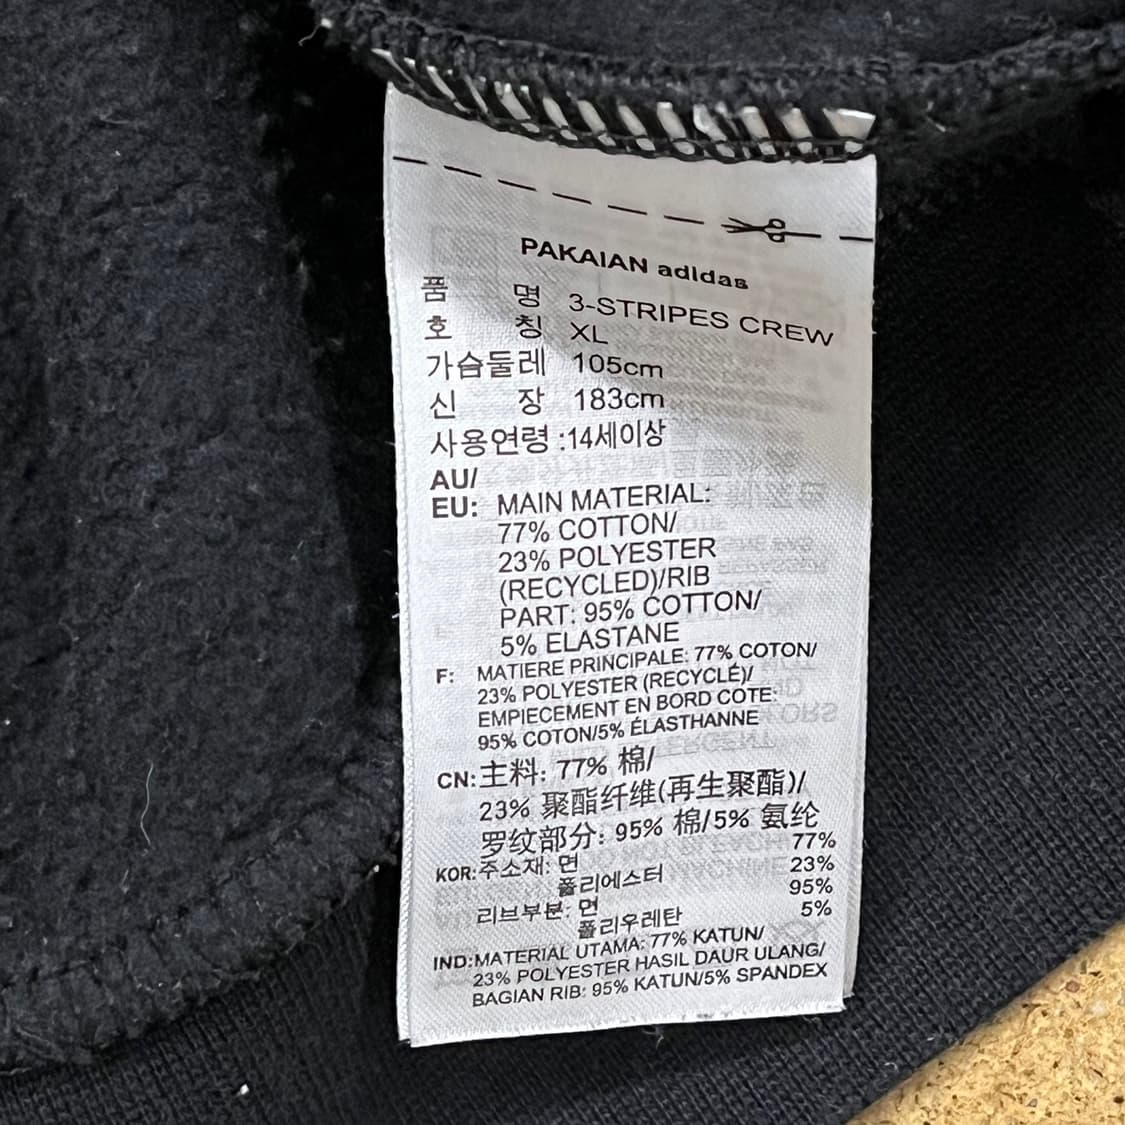 PAKAIAN adidas
품 명 3-STRIPES CREW
호 칭 XL
가슴둘레 105cm
신 장 183cm
사용연령 :14세이상
AU/
EU: MAIN MATERIAL:
77% COTTON/
23% POLYESTER
(RECYCLED)/RIB
PART: 95% COTTON/
5% ELASTANE
F: MATIERE PRINCIPALE: 77% COTON/
23% POLYESTER (RECYCLÉ)/
EMPIECEMENT EN BORD COTE:
95% COTON/5% ÉLASTHANNE
CN:主料: 77% 棉/
23% 聚酯纤维(再生聚酯)/
罗纹部分: 95% 棉/5% 氨纶
KOR:주소재: 면 77%
폴리에스터 23%
리브부분: 면 95%
폴리우레탄 5%
IND:MATERIAL UTAMA: 77% KATUN/
23% POLYESTER HASIL DAUR ULANG/
BAGIAN RIB: 95% KATUN/5% SPANDEX